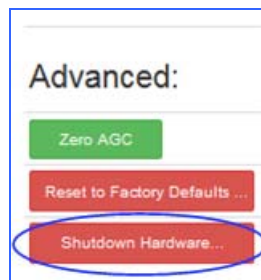 Advanced:
Zero AGC
Reset to Factory Defaults ...
Shutdown Hardware...